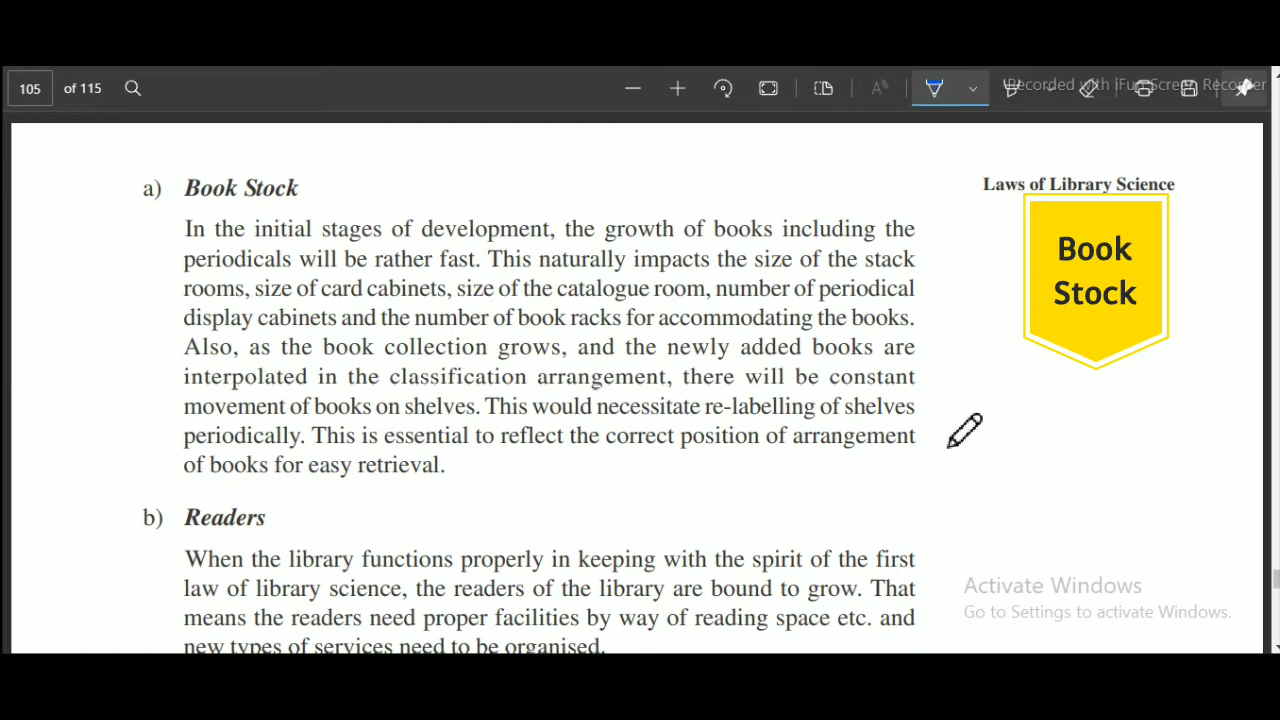 105 of 115
Recorded with iFun Screen Recorder
a) Book Stock
Laws of Library Science
In the initial stages of development, the growth of books including the
periodicals will be rather fast. This naturally impacts the size of the stack
rooms, size of card cabinets, size of the catalogue room, number of periodical
display cabinets and the number of book racks for accommodating the books.
Also, as the book collection grows, and the newly added books are
interpolated in the classification arrangement, there will be constant
movement of books on shelves. This would necessitate re-labelling of shelves
periodically. This is essential to reflect the correct position of arrangement
of books for easy retrieval.
Book
Stock
b) Readers
When the library functions properly in keeping with the spirit of the first
law of library science, the readers of the library are bound to grow. That
means the readers need proper facilities by way of reading space etc. and
new types of services need to be organised.
Activate Windows
Go to Settings to activate Windows.